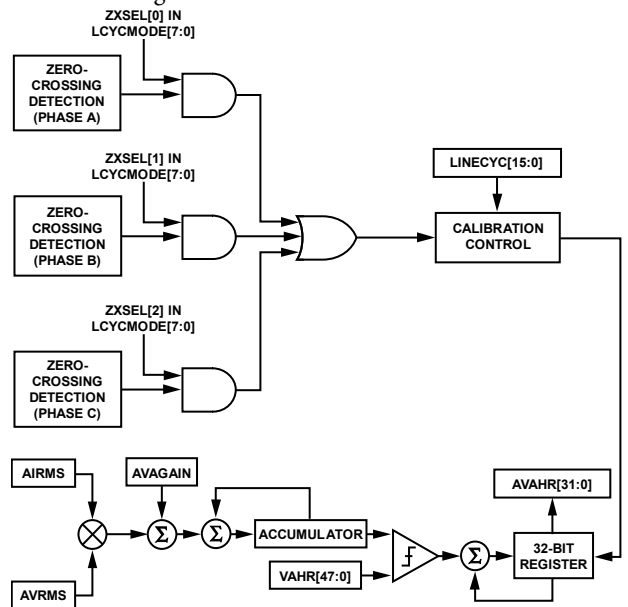 ZXSEL[0] IN
LCYCMODE[7:0]
ZERO-
CROSSING
DETECTION
(PHASE A)
ZXSEL[1] IN
LCYCMODE[7:0]
ZERO-
CROSSING
DETECTION
(PHASE B)
LINECYC[15:0]
CALIBRATION
CONTROL
ZXSEL[2] IN
LCYCMODE[7:0]
ZERO-
CROSSING
DETECTION
(PHASE C)
AIRMS
AVAGAIN
AVAHR[31:0]
Σ
Σ
ACCUMULATOR
Σ
32-BIT
REGISTER
VAHR[47:0]
AVRMS